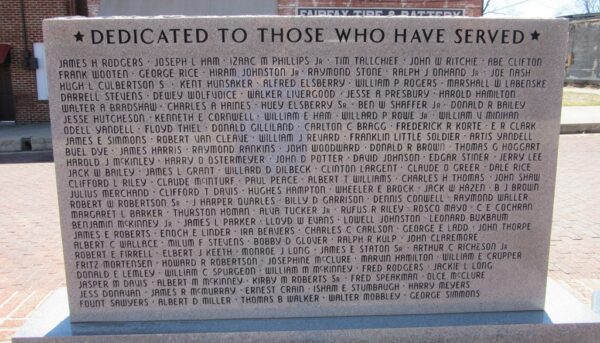 FAIRFAX TIRE & BATTERY
★ DEDICATED TO THOSE WHO HAVE SERVED ★
JAMES H RODGERS · JOSEPH L HAM · IZAAC M PHILLIPS JR · TIM TALLCHIEF · JOHN W RITCHIE · ABE CLIFTON
FRANK WOOTEN · GEORGE RICE · HIRAM JOHNSTON JR · RAYMOND STONE · RALPH J ONHAND JR · JOE NASH
HUGH L CULBERTSON S · KENT HUNSAKER · ALFRED ELSBERRY · WILLIAM P ROGERS · MARSHALL W LABENSKE
DARRELL STEVENS · DEWEY WOLFVOICE · WALKER LIVERGOOD · JESSE A PRESBURY · HAROLD HAMILTON
WALTER A BRADSHAW · CHARLES A HAINES · HUEY ELSBERRY SR · BEN W SHAFFER JR · DONALD R BAILEY
JESSE HUTCHESON · KENNETH E CORNWELL · WILLIAM E HAM · WILLARD P ROWE JR · WILLIAM V MINIHAN
ODELL YANDELL · FLOYD THIEL · DONALD GILLILAND · CARLTON C BRAGG · FREDERICK R KORTE · E R CLARK
JAMES E SIMMONS · ROBERT VAN CLEAVE · WILLIAM J REVARD · FRANKLIN LITTLE SOLDIER · ARTIS YANDELL
BUEL DYE · JAMES HARRIS · RAYMOND RANKINS · JOHN WOODWARD · DONALD R BROWN · THOMAS G HOGGART
HAROLD J MCKINLEY · HARRY O OSTERMEYER · JOHN D POTTER · DAVID JOHNSON · EDGAR STINER · JERRY LEE
JACK W BAILEY · JAMES L GRANT · WILLARD D DILBECK · CLINTON LARGENT · CLAUDE O GREER · DALE RICE
CLIFFORD L RILEY · CLAUDE MCINTURF · PAUL PEACE · ALBERT T WILLIAMS · CHARLES H THOMAS · JOHN SHAW
JULIUS MERCHAND · CLIFFORD T DAVIS · HUGHES HAMPTON · WHEELER E BROCK · JACK W HAZEN · B J BROWN
ROBERT W ROBERTSON SR · J HARPER QUARLES · BILLY D GARRISON · DENNIS CONWELL · RAYMOND WALLER
MARGARET L BARKER · THURSTON HOMAN · ALVA TUCKER JR · RUFUS R RILEY · ROSCO MAYO · C E COCHRAN
BENJAMIN MCKINNEY JR · JAMES L PARKER · LLOYD W EVANS · LOWELL JOHNSTON · LEONARD BUXBAUM
JAMES E ROBERTS · ENOCH E LINDER · IRA BEAVERS · CHARLES C CARLSON · GEORGE E LADD · JOHN THORPE
ALBERT C WALLACE · MILUM F STEVENS · BOBBY D GLOVER · RALPH R KULP · JOHN CLAREMORE
ROBERT E FIRRELL · ELBERT J KEETH · MONROE J LONG · JAMES E STATON SR · ARTHUR C RICHESON JR
FRITZ MORTENSEN · HOWARD R ROBERTSON · JOSEPHINE MCCLURE · MARVIN HAMILTON · WILLIAM E CRUPPER
DONALD E LEMLEY · WILLIAM C SPURGEON · WILLIAM M MCKINNEY · FRED RODGERS · JACKIE L LONG
JASPER M DAVIS · ALBERT M MCKINNEY · KIRBY M ROBERTS SR · FRED SPEAKMAN · OLCE MCCLURE
JESS DONAVAN · JAMES R MCMURRAY · ERNEST CRAIN · ISHAM E STUMBAUGH · HARRY MEYERS
FOUNT SAWYERS · ALBERT D MILLER · THOMAS B WALKER · WALTER MOBBLEY · GEORGE SIMMONS